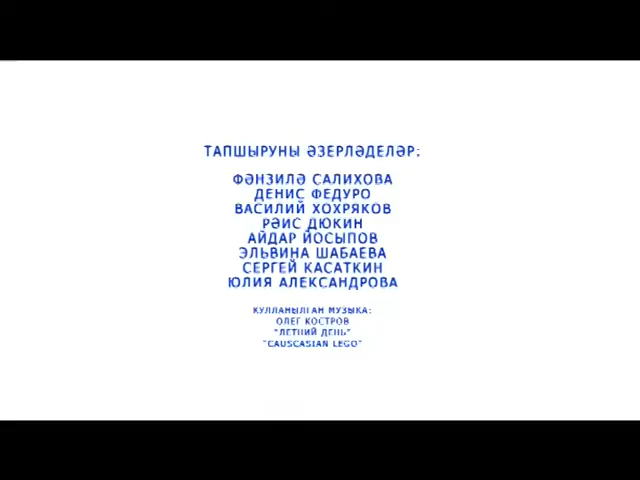 ТАПШЫРУНЫ ӘЗЕРЛӘДЕЛӘР:
ФӘНЗИЛӘ САЛИХОВА
ДЕНИС ФЕДУРО
ВАСИЛИЙ ХОХРЯКОВ
РӘИС ДЮКИН
АЙДАР ЙОСЫПОВ
ЭЛЬВИНА ШАБАЕВА
СЕРГЕЙ КАСАТКИН
ЮЛИЯ АЛЕКСАНДРОВА
КУЛЛАНЫЛГАН МУЗЫКА:
ОЛЕГ КОСТРОВ
"ЛЕТНИЙ ДЕНЬ"
"CAUSCASIAN LEGO"